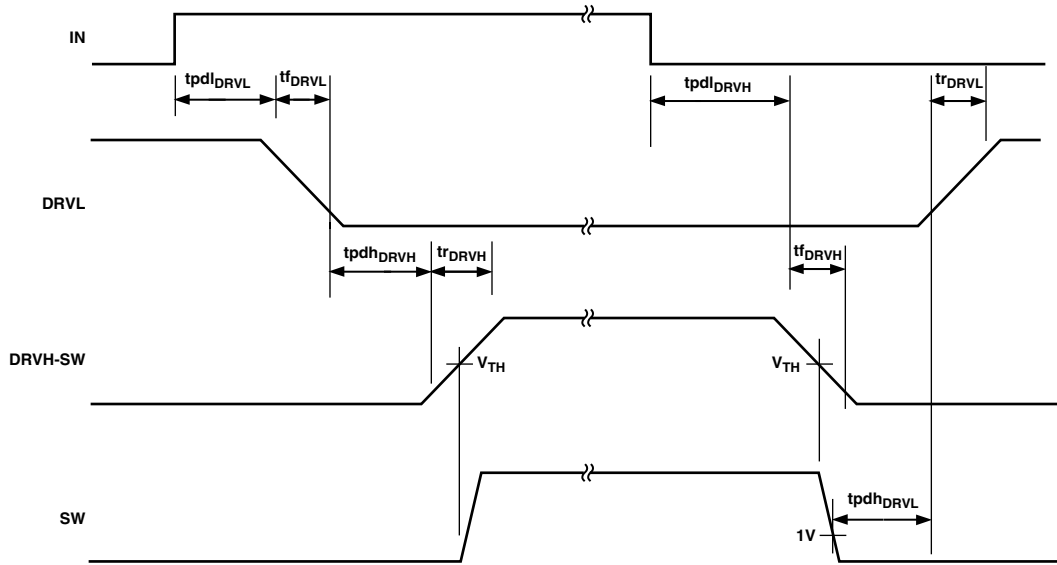 IN
tpdlDRVL
tfDRVL
tpdlDRVH
trDRVL
DRVL
tpdhDRVH
trDRVH
tfDRVH
DRVH-SW
VTH
VTH
SW
tpdhDRVL
1V